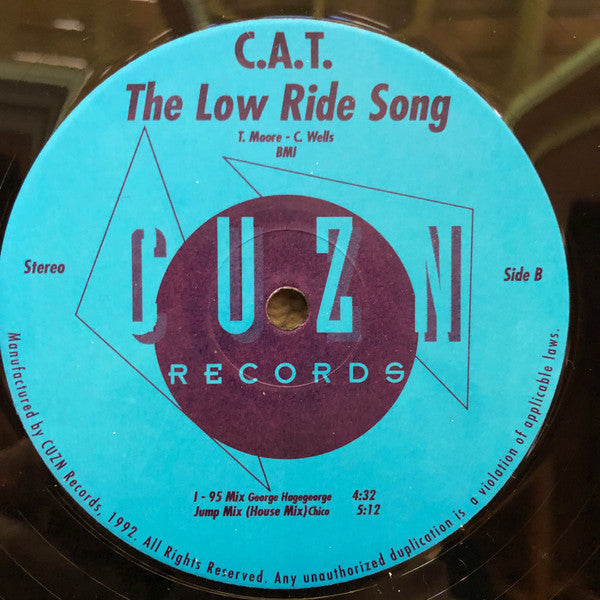 C.A.T.
The Low Ride Song
T. Moore - C. Wells
BMI
CUZN
RECORDS
Stereo
Side B
I - 95 Mix George Hagegeorge 4:32
Jump Mix (House Mix) Chico 5:12
Manufactured by CUZN Records, 1992. All Rights Reserved. Any unauthorized duplication is a violation of applicable laws.